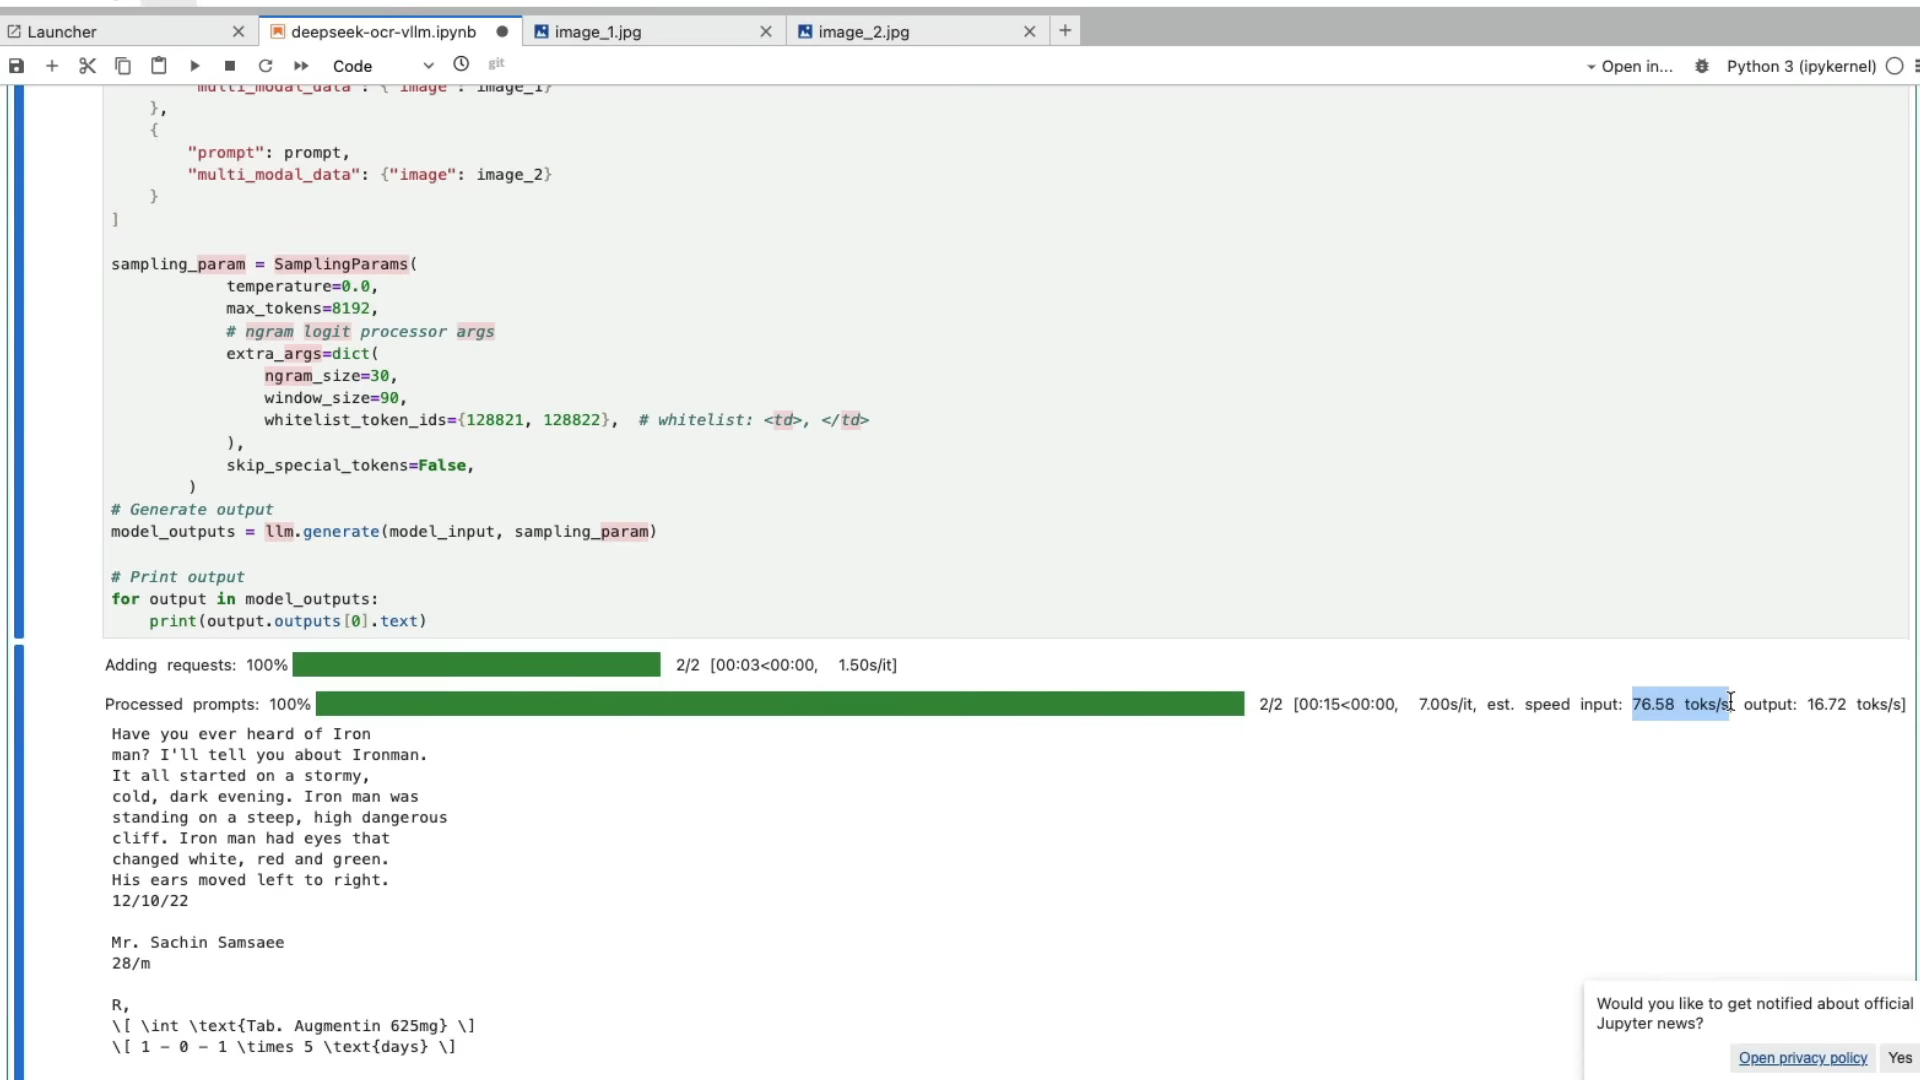 Launcher
deepseek-ocr-vllm.ipynb
image_1.jpg
image_2.jpg
Code
git
Open in...
Python 3 (ipykernel)
"multi_modal_data": {"image": image_1}
},
{
"prompt": prompt,
"multi_modal_data": {"image": image_2}
}
]
sampling_param = SamplingParams(
temperature=0.0,
max_tokens=8192,
# ngram logit processor args
extra_args=dict(
ngram_size=30,
window_size=90,
whitelist_token_ids={128821, 128822},  # whitelist: <td>, </td>
),
skip_special_tokens=False,
)
# Generate output
model_outputs = llm.generate(model_input, sampling_param)
# Print output
for output in model_outputs:
print(output.outputs[0].text)
Adding requests: 100% 2/2 [00:03<00:00, 1.50s/it]
Processed prompts: 100% 2/2 [00:15<00:00, 7.00s/it, est. speed input: 76.58 toks/s, output: 16.72 toks/s]
Have you ever heard of Iron
man? I'll tell you about Ironman.
It all started on a stormy,
cold, dark evening. Iron man was
standing on a steep, high dangerous
cliff. Iron man had eyes that
changed white, red and green.
His ears moved left to right.
12/10/22
Mr. Sachin Samsaee
28/m
R,
\[ \int \text{Tab. Augmentin 625mg} \]
\[ 1 - 0 - 1 \times 5 \text{days} \]
Would you like to get notified about official
Jupyter news?
Open privacy policy
Yes